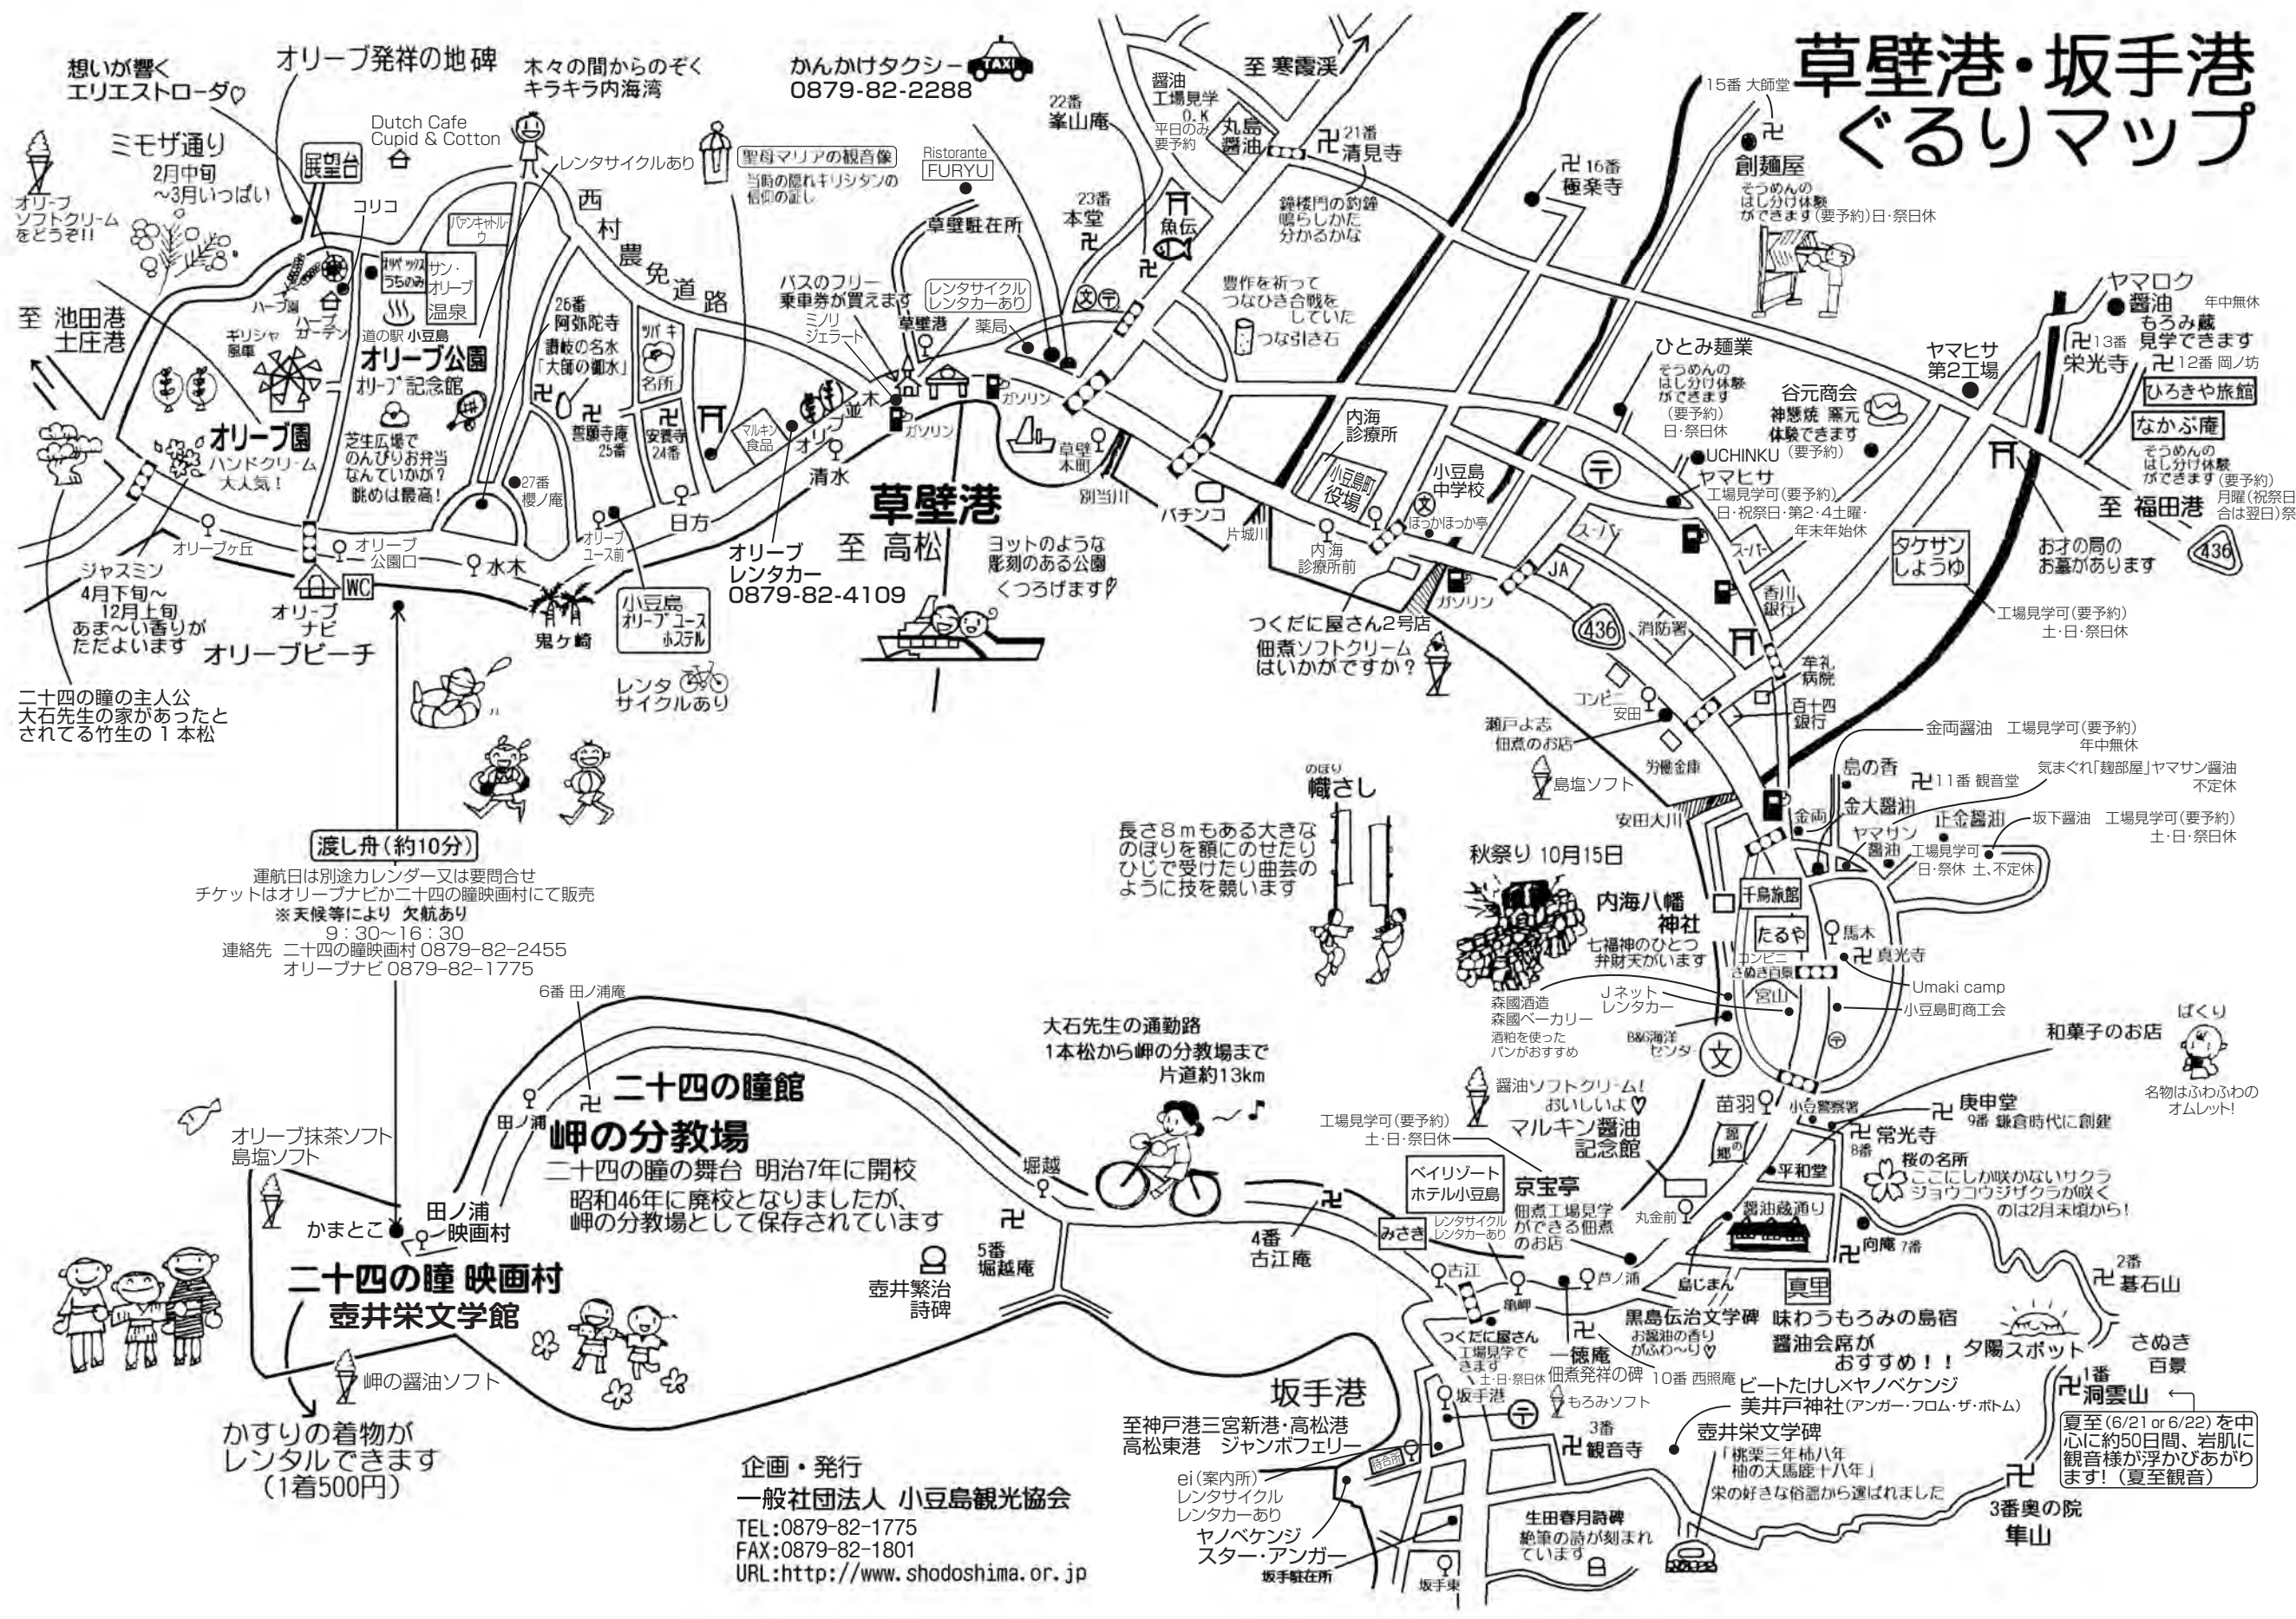 草壁港・坂手港
ぐるりマップ
想いが響く
エリエストローダ♡
オリーブ発祥の地碑
木々の間からのぞく
キラキラ内海湾
かんかけタクシー
TAXI
0879-82-2288
Dutch Cafe
Cupid & Cotton
ミモザ通り
2月中旬
～3月いっぱい
オリーブ
ソフトクリーム
をどうぞ!!
展望台
コリコ
レンタサイクルあり
聖母マリアの観音像
当時の隠れキリシタンの
信仰の証し
Ristorante
FURYU
草壁駐在所
西村農免道路
オリベックス
うちのみ
サン・
オリーブ
温泉
ハーブ園
ハーブ
ガーデン
ギリシャ
風車
道の駅 小豆島
オリーブ公園
オリーブ記念館
芝生広場で
のんびりお弁当
なんていかが?
眺めは最高!
至 池田港
土庄港
オリーブ園
ハンドクリーム
大人気!
26番
阿弥陀寺
讃岐の名水
「大師の御水」
ツバキ
名所
誓願寺庵
25番
安養寺
24番
27番
櫻ノ庵
マルキン
食品
オリーブ並木
清水
バスのフリー
乗車券が買えます
ミノリ
ジェラート
草壁港
レンタサイクル
レンタカーあり
薬局
ガソリン
ガソリン
草壁
本町
別当川
オリーブヶ丘
オリーブ
公園口
水木
オリーブ
ユース前
日方
ジャスミン
4月下旬～
12月上旬
あま～い香りが
ただよいます
オリーブ
ナビ
WC
オリーブビーチ
鬼ヶ崎
小豆島
オリーブユース
ホステル
レンタ
サイクルあり
オリーブ
レンタカー
0879-82-4109
草壁港
至 高松
ヨットのような
彫刻のある公園
くつろげます
二十四の瞳の主人公
大石先生の家があったと
されてる竹生の1本松
22番
峯山庵
23番
本堂
文
〒
醤油
工場見学
O.K
平日のみ
要予約
丸島
醤油
魚伝
至 寒霞渓
卍21番
清見寺
鐘楼門の釣鐘
鳴らしかた
分かるかな
豊作を祈って
つなひき合戦を
していた
つな引き石
卍16番
極楽寺
15番 大師堂
創麺屋
そうめんの
はし分け体験
ができます(要予約)日・祭日休
ヤマロク
醤油 年中無休
もろみ蔵
見学できます
卍13番
栄光寺
卍12番 岡ノ坊
ひろきや旅館
なかぶ庵
そうめんの
はし分け体験
ができます(要予約)
月曜(祝祭日
合は翌日)祭
至 福田港
436
ヤマヒサ
第2工場
ひとみ麺業
そうめんの
はし分け体験
ができます
(要予約)
日・祭日休
谷元商会
神懸焼 窯元
体験できます
(要予約)
UCHINKU
ヤマヒサ
工場見学可(要予約)
日・祝祭日・第2・4土曜・
年末年始休
内海
診療所
小豆島町
役場
小豆島
中学校
文
〒
ほっかほっか亭
パチンコ
片城川
内海
診療所前
ガソリン
スーパー
スーパー
JA
香川
銀行
436
消防署
タケサン
しょうゆ
工場見学可(要予約)
土・日・祭日休
お才の局の
お墓があります
つくだに屋さん2号店
佃煮ソフトクリーム
はいかがですか?
牟礼
病院
百十四
銀行
コンビニ
安田
瀬戸よ志
佃煮のお店
島塩ソフト
労働金庫
安田大川
金両醤油 工場見学可(要予約)
年中無休
島の香
卍11番 観音堂
気まぐれ「麹部屋」ヤマサン醤油
不定休
金大醤油
金両
ヤマサン
醤油
正金醤油
工場見学可
日・祭休 土、不定休
坂下醤油 工場見学可(要予約)
土・日・祭日休
のぼり
幟さし
長さ8mもある大きな
のぼりを額にのせたり
ひじで受けたり曲芸の
ように技を競います
秋祭り 10月15日
内海八幡
神社
七福神のひとつ
弁財天がいます
千鳥旅館
たるや
馬木
卍真光寺
コンビニ
さぬき百景
宮山
Umaki camp
小豆島町商工会
森國酒造
森國ベーカリー
酒粕を使った
パンがおすすめ
Jネット
レンタカー
B&G海洋
センター
文
〒
渡し舟(約10分)
運航日は別途カレンダー又は要問合せ
チケットはオリーブナビか二十四の瞳映画村にて販売
※天候等により 欠航あり
9:30～16:30
連絡先 二十四の瞳映画村 0879-82-2455
オリーブナビ 0879-82-1775
6番 田ノ浦庵
田ノ浦
二十四の瞳館
岬の分教場
二十四の瞳の舞台 明治7年に開校
昭和46年に廃校となりましたが、
岬の分教場として保存されています
オリーブ抹茶ソフト
島塩ソフト
かまとこ
田ノ浦
映画村
二十四の瞳 映画村
壺井栄文学館
岬の醤油ソフト
かすりの着物が
レンタルできます
(1着500円)
大石先生の通勤路
1本松から岬の分教場まで
片道約13km
堀越
5番
堀越庵
壺井繁治
詩碑
4番
古江庵
和菓子のお店
ぱくり
名物はふわふわの
オムレット!
醤油ソフトクリーム!
おいしいよ♡
マルキン醤油
記念館
工場見学可(要予約)
土・日・祭日休
苗羽
小豆警察署
卍庚申堂
9番 鎌倉時代に創建
卍常光寺
8番
桜の名所
ここにしか咲かないサクラ
ジョウコウジザクラが咲く
のは2月末頃から!
醤の郷
平和堂
醤油蔵通り
丸金前
向庵 7番
ベイリゾート
ホテル小豆島
京宝亭
佃煮工場見学
ができる佃煮
のお店
みさき
レンタサイクル
レンタカーあり
古江
亀岬
芦ノ浦
島じまん
真里
味わうもろみの島宿
醤油会席が
おすすめ!!
黒島伝治文学碑
お醤油の香り
がふわ～り♡
つくだに屋さん
工場見学で
きます
土・日・祭日休
一徳庵
佃煮発祥の碑
10番 西照庵
もろみソフト
2番
卍碁石山
夕陽スポット
さぬき
百景
卍1番
洞雲山
夏至(6/21or6/22)を中
心に約50日間、岩肌に
観音様が浮かびあがり
ます!(夏至観音)
3番奥の院
隼山
ビートたけし×ヤノベケンジ
美井戸神社(アンガー・フロム・ザ・ボトム)
壺井栄文学碑
「桃栗三年柿八年
柚の大馬鹿十八年」
栄の好きな俗謡から選ばれました
坂手港
坂手港
至神戸港三宮新港・高松港
高松東港 ジャンボフェリー
待合所
〒
3番
卍観音寺
ei(案内所)
レンタサイクル
レンタカーあり
ヤノベケンジ
スター・アンガー
坂手駐在所
坂手東
生田春月詩碑
絶筆の詩が刻まれ
ています
企画・発行
一般社団法人 小豆島観光協会
TEL:0879-82-1775
FAX:0879-82-1801
URL:http://www.shodoshima.or.jp